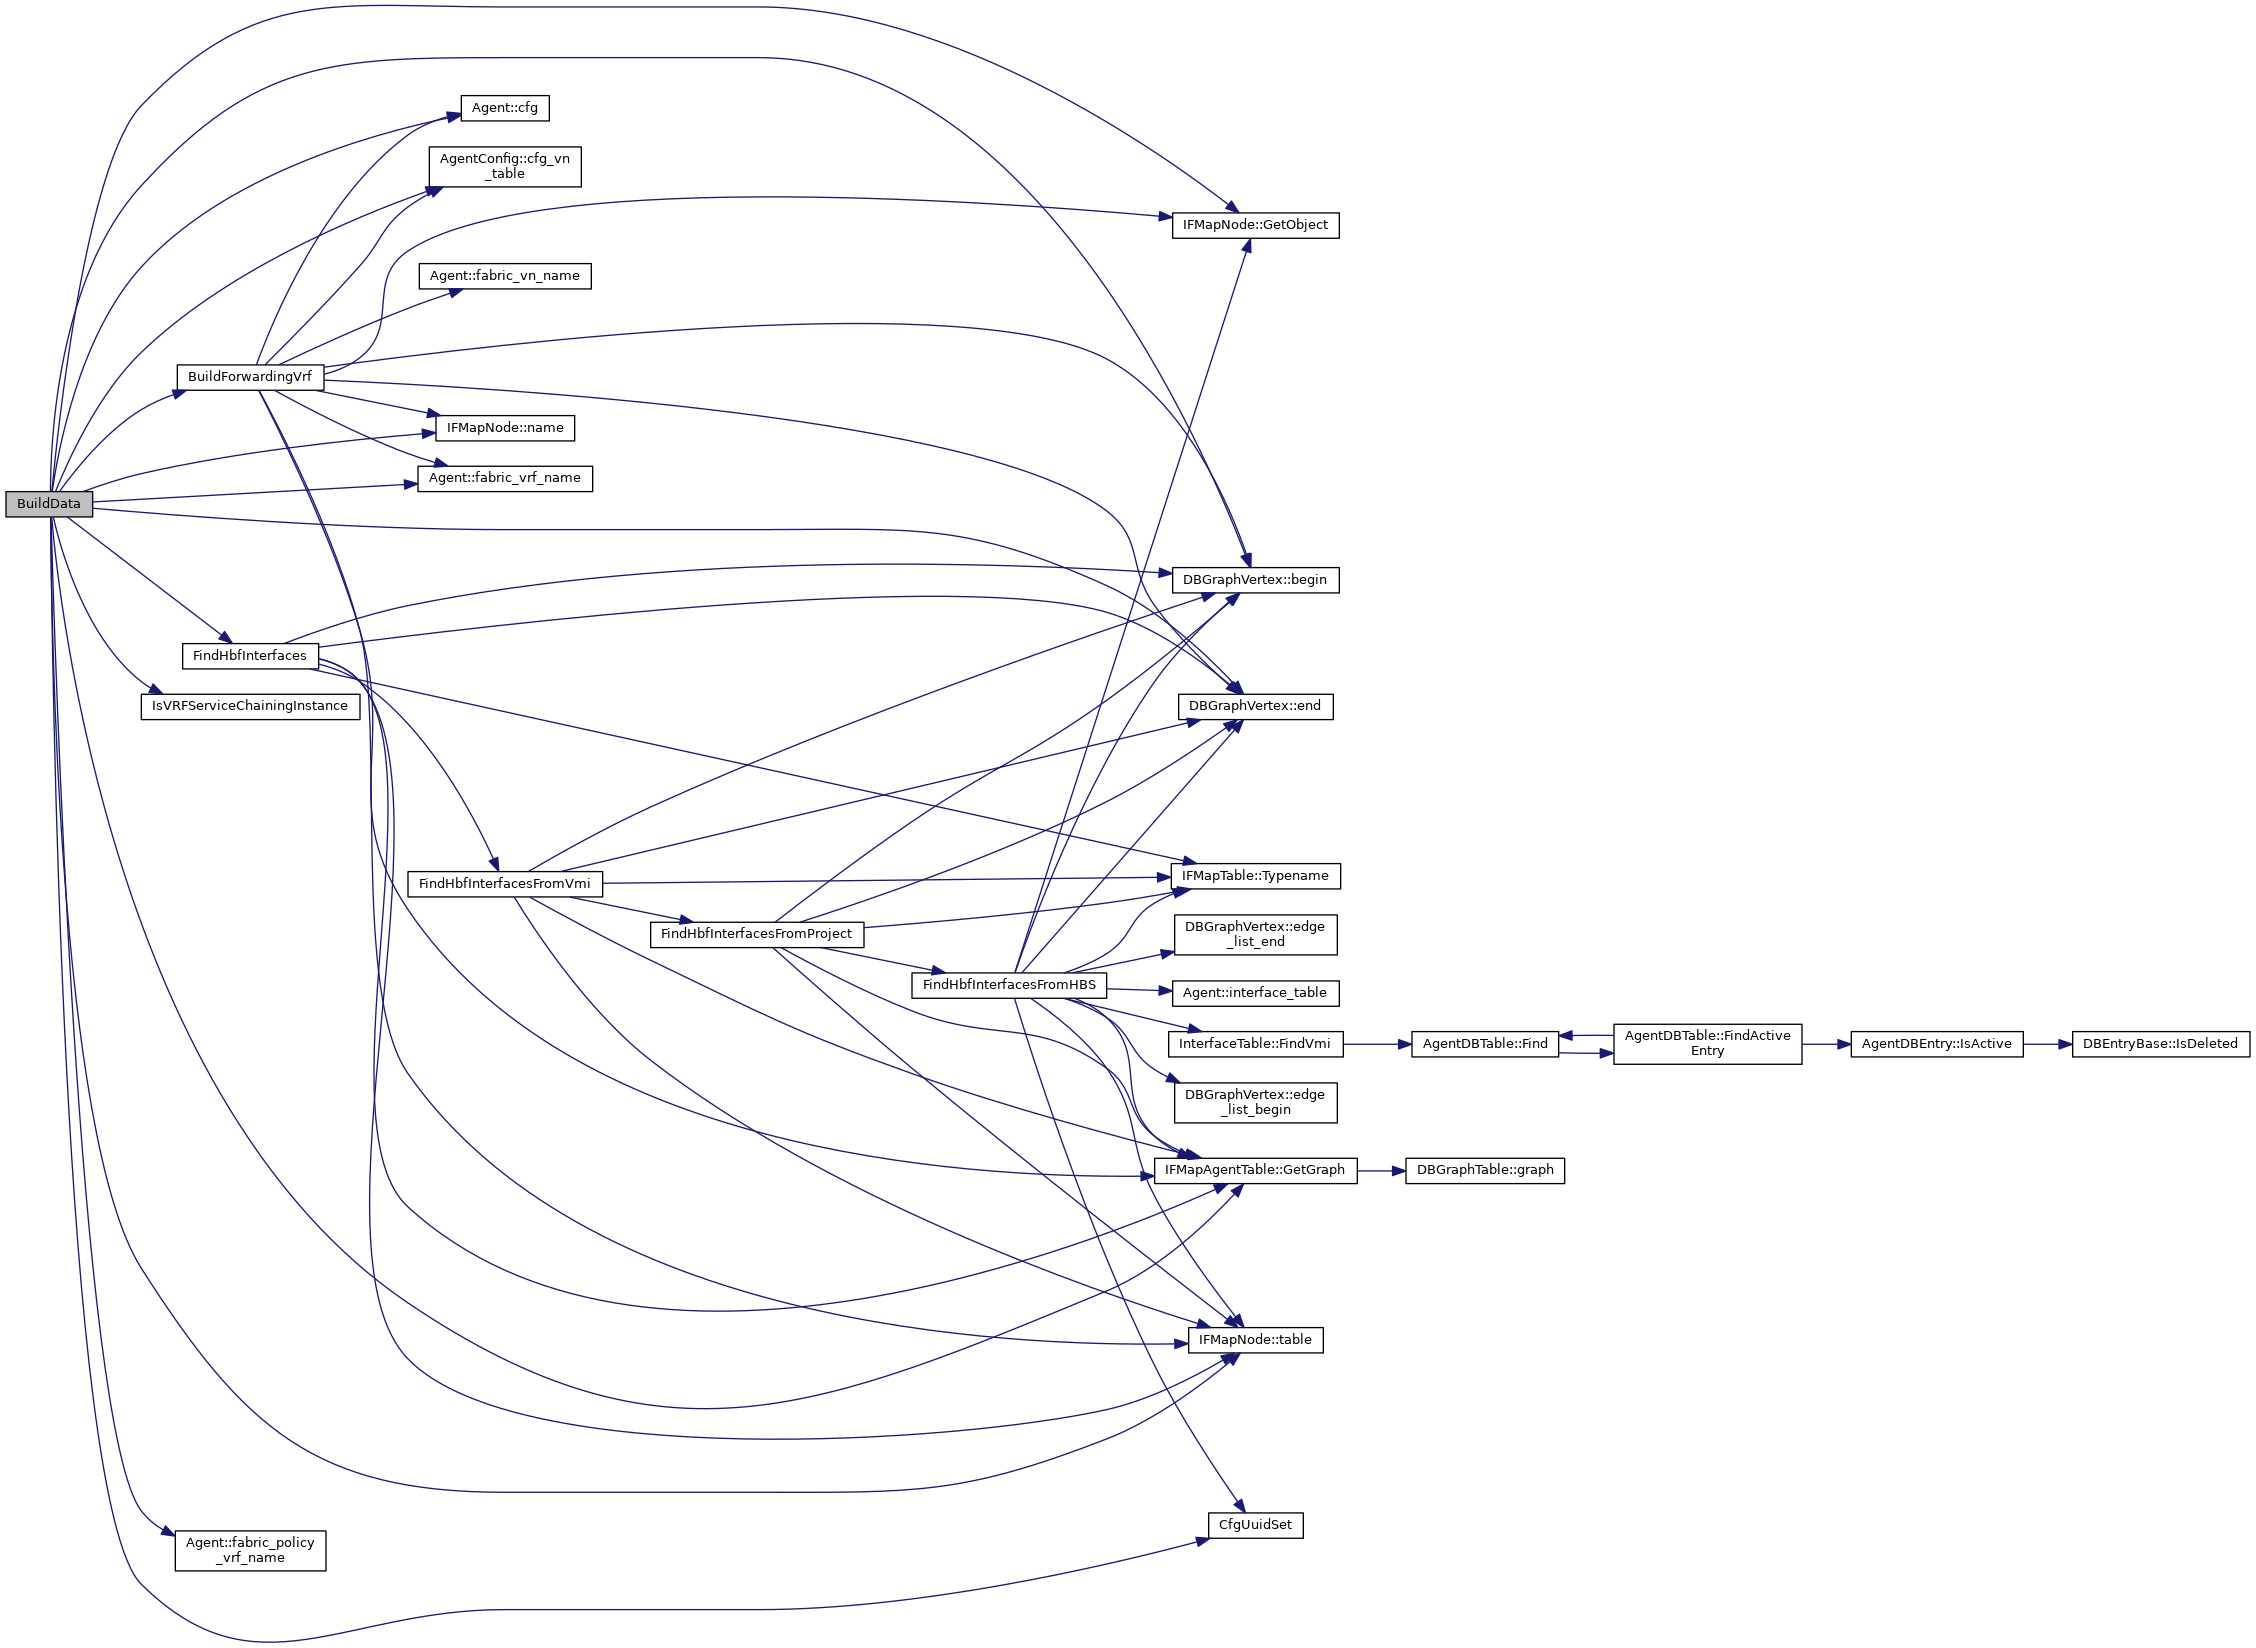 Agent::cfg
AgentConfig::cfg_vn
_table
IFMapNode::GetObject
Agent::fabric_vn_name
BuildForwardingVrf
IFMapNode::name
Agent::fabric_vrf_name
BuildData
DBGraphVertex::begin
FindHbfInterfaces
IsVRFServiceChainingInstance
DBGraphVertex::end
FindHbfInterfacesFromVmi
IFMapTable::Typename
FindHbfInterfacesFromProject
DBGraphVertex::edge
_list_end
FindHbfInterfacesFromHBS
Agent::interface_table
InterfaceTable::FindVmi
AgentDBTable::Find
AgentDBTable::FindActive
Entry
AgentDBEntry::IsActive
DBEntryBase::IsDeleted
DBGraphVertex::edge
_list_begin
IFMapAgentTable::GetGraph
DBGraphTable::graph
IFMapNode::table
CfgUuidSet
Agent::fabric_policy
_vrf_name